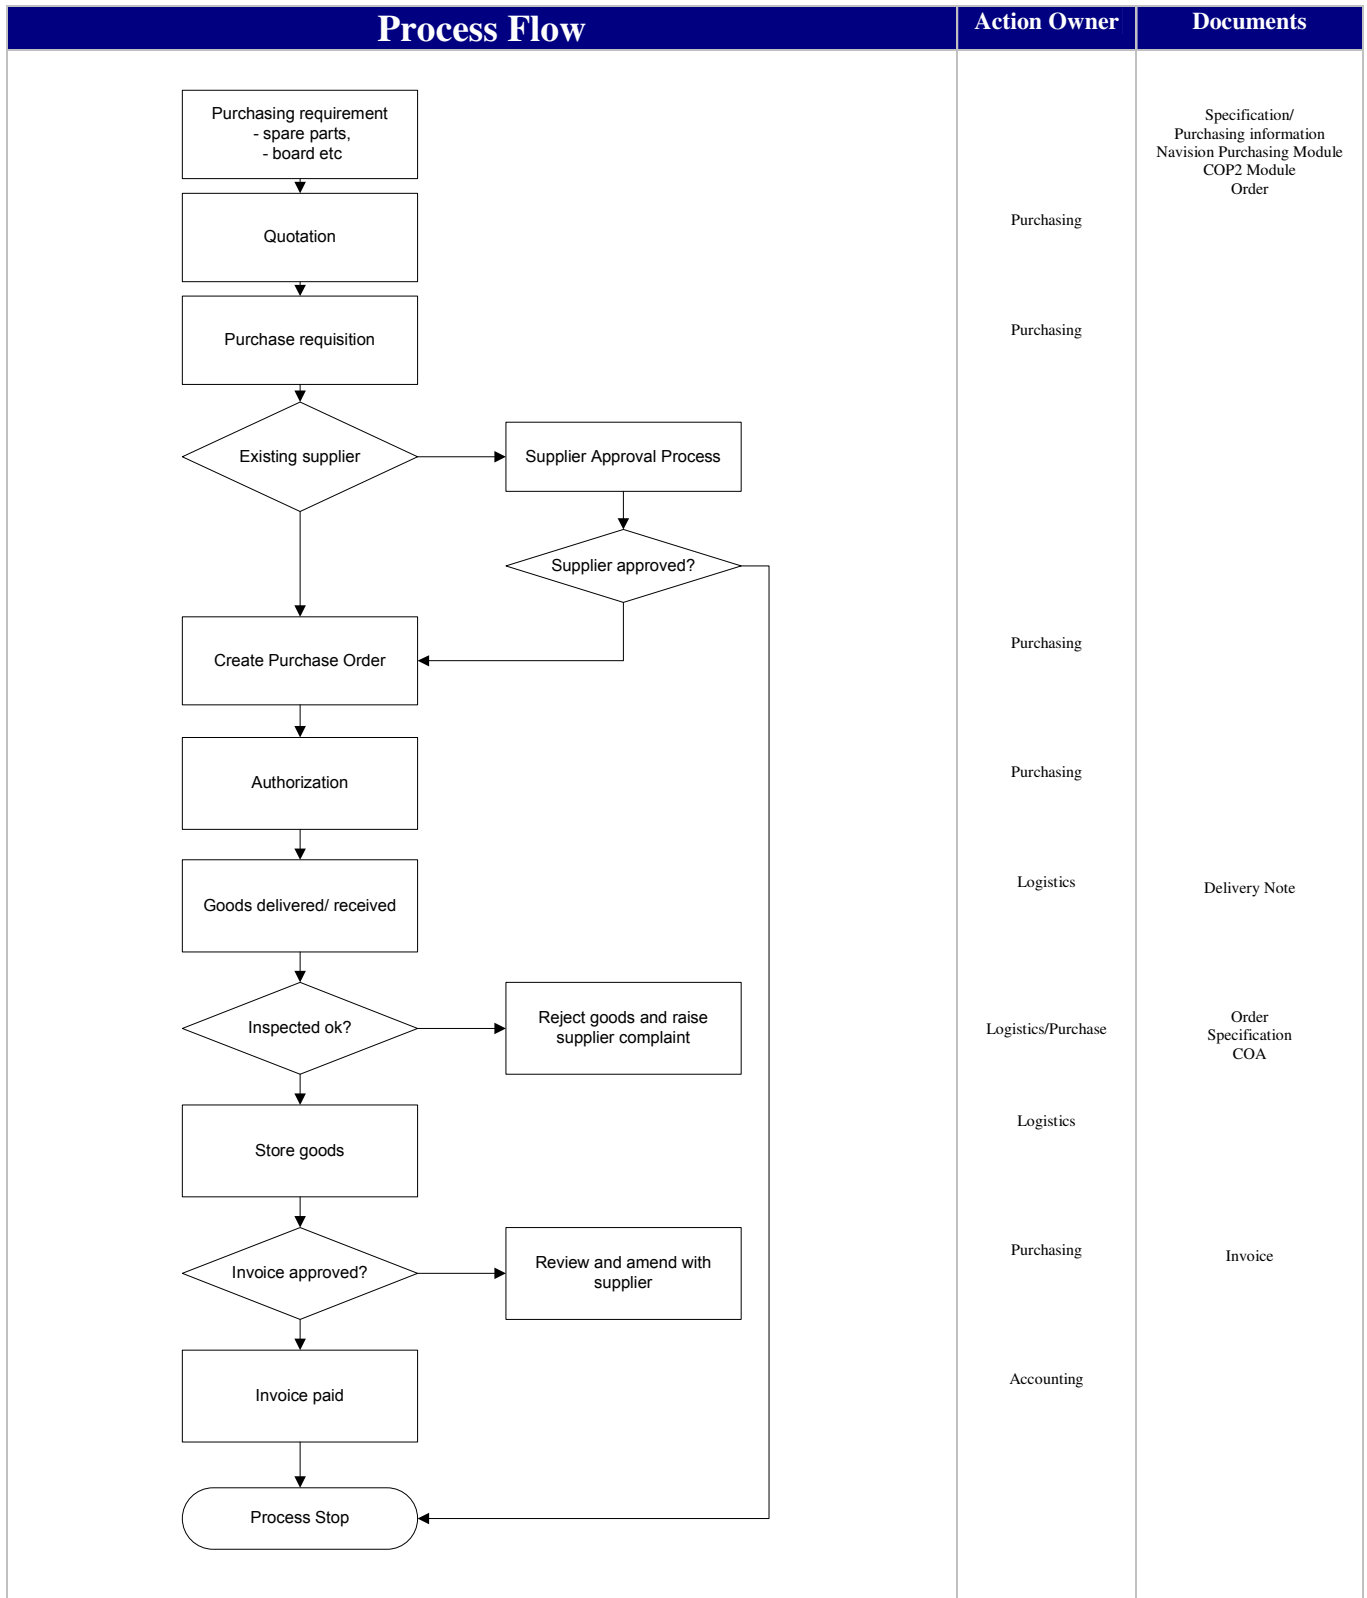 Process Flow
Action Owner
Documents
Purchasing requirement
- spare parts,
- board etc
Specification/
Purchasing information
Navision Purchasing Module
COP2 Module
Order
Quotation
Purchasing
Purchase requisition
Purchasing
Existing supplier
Supplier Approval Process
Supplier approved?
Create Purchase Order
Purchasing
Authorization
Purchasing
Goods delivered/ received
Logistics
Delivery Note
Inspected ok?
Reject goods and raise
supplier complaint
Logistics/Purchase
Order
Specification
COA
Store goods
Logistics
Invoice approved?
Review and amend with
supplier
Purchasing
Invoice
Invoice paid
Accounting
Process Stop